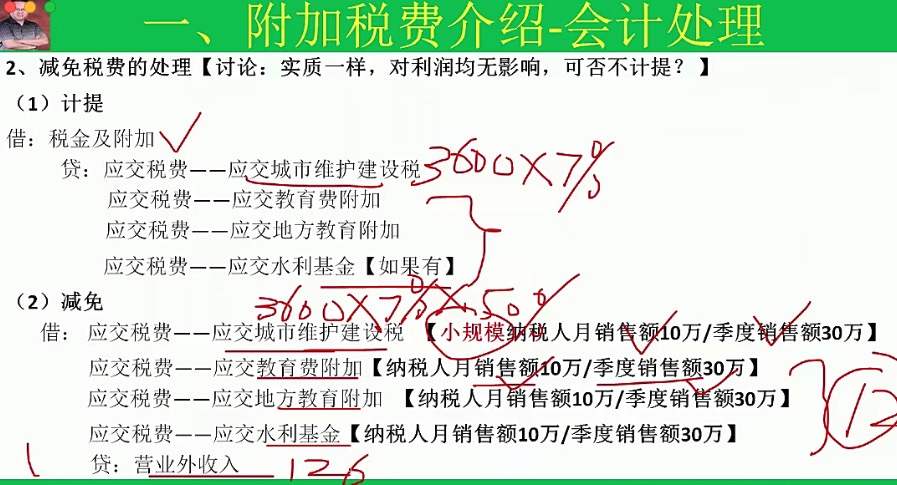 一、附加税费介绍-会计处理
2、减免税费的处理【讨论：实质一样，对利润均无影响，可否不计提？】
（1）计提
借：税金及附加
贷：应交税费——应交城市维护建设税 3600×7%
应交税费——应交教育费附加
应交税费——应交地方教育附加
应交税费——应交水利基金【如果有】
3600×7%×50%
（2）减免
借：应交税费——应交城市维护建设税 【小规模纳税人月销售额10万/季度销售额30万】
应交税费——应交教育费附加【纳税人月销售额10万/季度销售额30万】
应交税费——应交地方教育附加 【纳税人月销售额10万/季度销售额30万】
12
应交税费——应交水利基金【纳税人月销售额10万/季度销售额30万】
贷：营业外收入 126